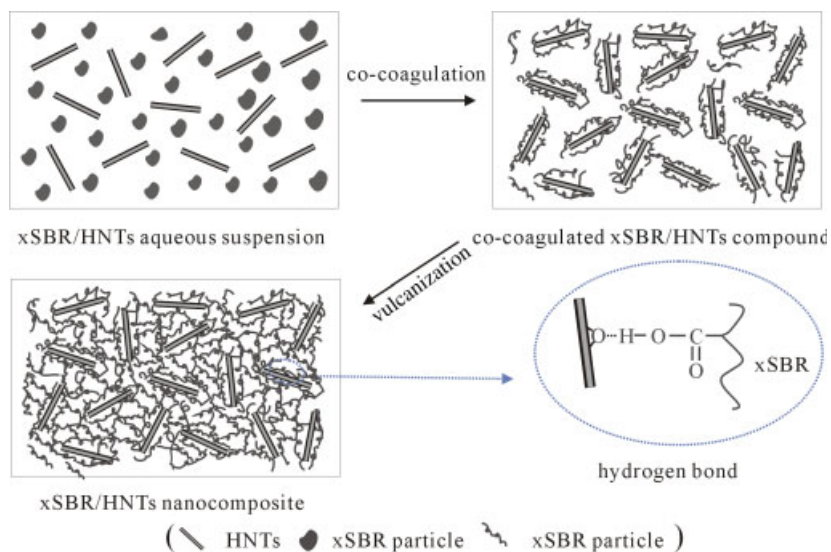 co-coagulation
xSBR/HNTs aqueous suspension
co-coagulated xSBR/HNTs compound
vulcanization
O···H—O—C
O
xSBR
hydrogen bond
xSBR/HNTs nanocomposite
( HNTs xSBR particle xSBR particle )